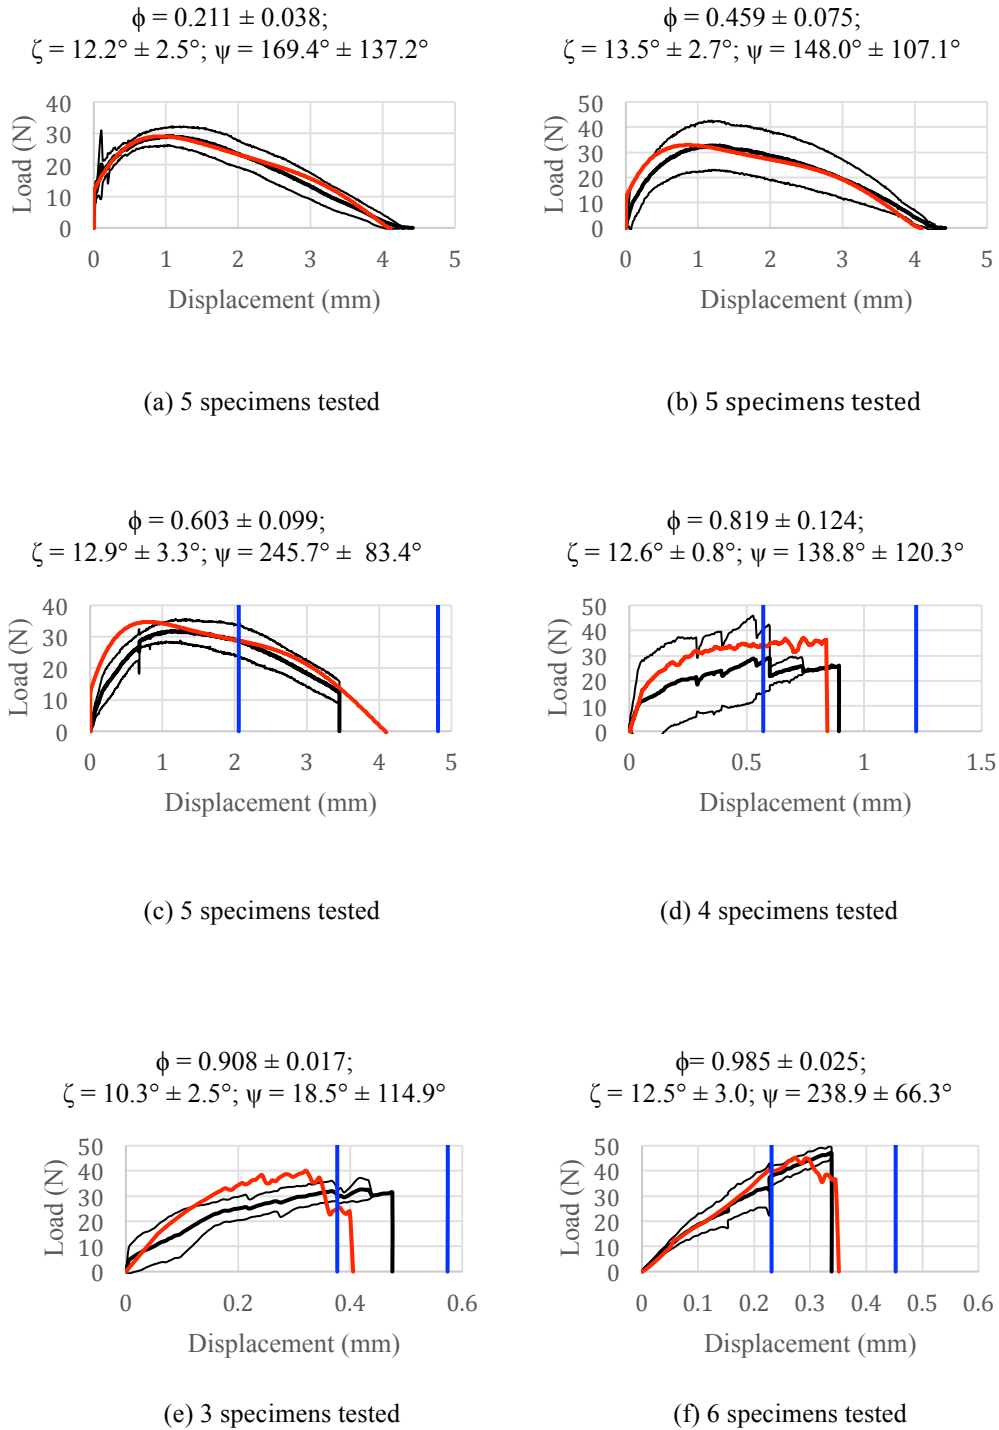 ϕ = 0.211 ± 0.038;
ζ = 12.2° ± 2.5°; ψ = 169.4° ± 137.2°
40
30
20
10
0
Load (N)
0 1 2 3 4 5
Displacement (mm)
(a) 5 specimens tested
ϕ = 0.459 ± 0.075;
ζ = 13.5° ± 2.7°; ψ = 148.0° ± 107.1°
50
40
30
20
10
0
Load (N)
0 1 2 3 4 5
Displacement (mm)
(b) 5 specimens tested
ϕ = 0.603 ± 0.099;
ζ = 12.9° ± 3.3°; ψ = 245.7° ± 83.4°
40
30
20
10
0
Load (N)
0 1 2 3 4 5
Displacement (mm)
(c) 5 specimens tested
ϕ = 0.819 ± 0.124;
ζ = 12.6° ± 0.8°; ψ = 138.8° ± 120.3°
50
40
30
20
10
0
Load (N)
0 0.5 1 1.5
Displacement (mm)
(d) 4 specimens tested
ϕ = 0.908 ± 0.017;
ζ = 10.3° ± 2.5°; ψ = 18.5° ± 114.9°
50
40
30
20
10
0
Load (N)
0 0.2 0.4 0.6
Displacement (mm)
(e) 3 specimens tested
ϕ= 0.985 ± 0.025;
ζ = 12.5° ± 3.0; ψ = 238.9 ± 66.3°
50
40
30
20
10
0
Load (N)
0 0.1 0.2 0.3 0.4 0.5 0.6
Displacement (mm)
(f) 6 specimens tested